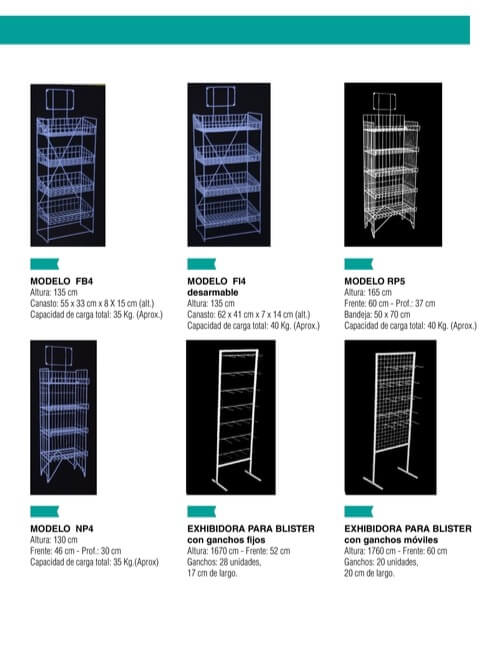 MODELO FB4
Altura: 135 cm
Canasto: 55 x 33 cm x 8 X 15 cm (alt.)
Capacidad de carga total: 35 Kg. (Aprox.)
MODELO FI4
desarmable
Altura: 135 cm
Canasto: 62 x 41 cm x 7 x 14 cm (alt.)
Capacidad de carga total: 40 Kg. (Aprox.)
MODELO RP5
Altura: 165 cm
Frente: 60 cm - Prof.: 37 cm
Bandeja: 50 x 70 cm
Capacidad de carga total: 40 Kg. (Aprox.)
MODELO NP4
Altura: 130 cm
Frente: 46 cm - Prof.: 30 cm
Capacidad de carga total: 35 Kg.(Aprox)
EXHIBIDORA PARA BLISTER
con ganchos fijos
Altura: 1670 cm - Frente: 52 cm
Ganchos: 28 unidades,
17 cm de largo.
EXHIBIDORA PARA BLISTER
con ganchos móviles
Altura: 1760 cm - Frente: 60 cm
Ganchos: 20 unidades,
20 cm de largo.